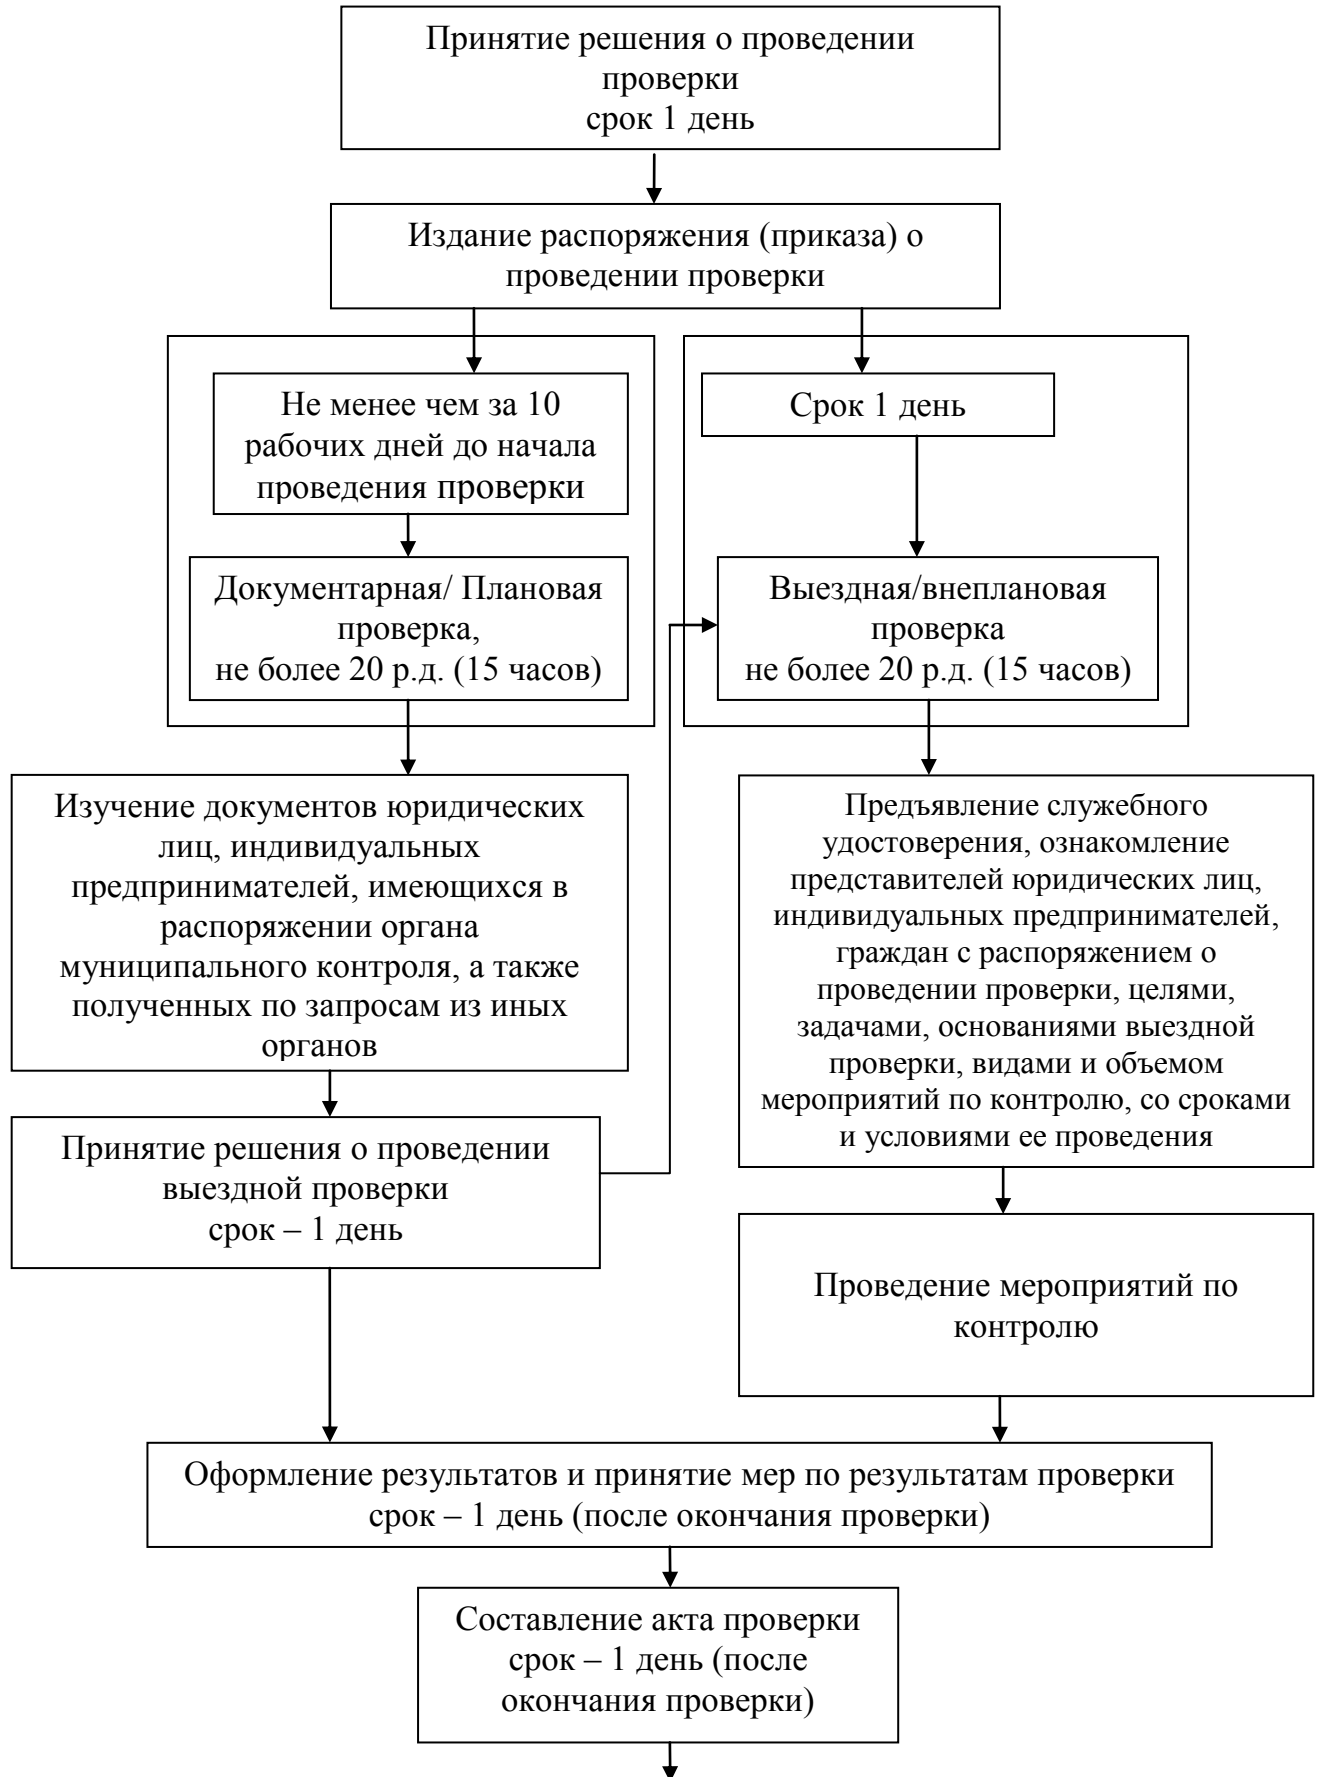 Принятие решения о проведении
проверки
срок 1 день
Издание распоряжения (приказа) о
проведении проверки
Не менее чем за 10
рабочих дней до начала
проведения проверки
Срок 1 день
Документарная/ Плановая
проверка,
не более 20 р.д. (15 часов)
Выездная/внеплановая
проверка
не более 20 р.д. (15 часов)
Изучение документов юридических
лиц, индивидуальных
предпринимателей, имеющихся в
распоряжении органа
муниципального контроля, а также
полученных по запросам из иных
органов
Предъявление служебного
удостоверения, ознакомление
представителей юридических лиц,
индивидуальных предпринимателей,
граждан с распоряжением о
проведении проверки, целями,
задачами, основаниями выездной
проверки, видами и объемом
мероприятий по контролю, со сроками
и условиями ее проведения
Принятие решения о проведении
выездной проверки
срок – 1 день
Проведение мероприятий по
контролю
Оформление результатов и принятие мер по результатам проверки
срок – 1 день (после окончания проверки)
Составление акта проверки
срок – 1 день (после
окончания проверки)